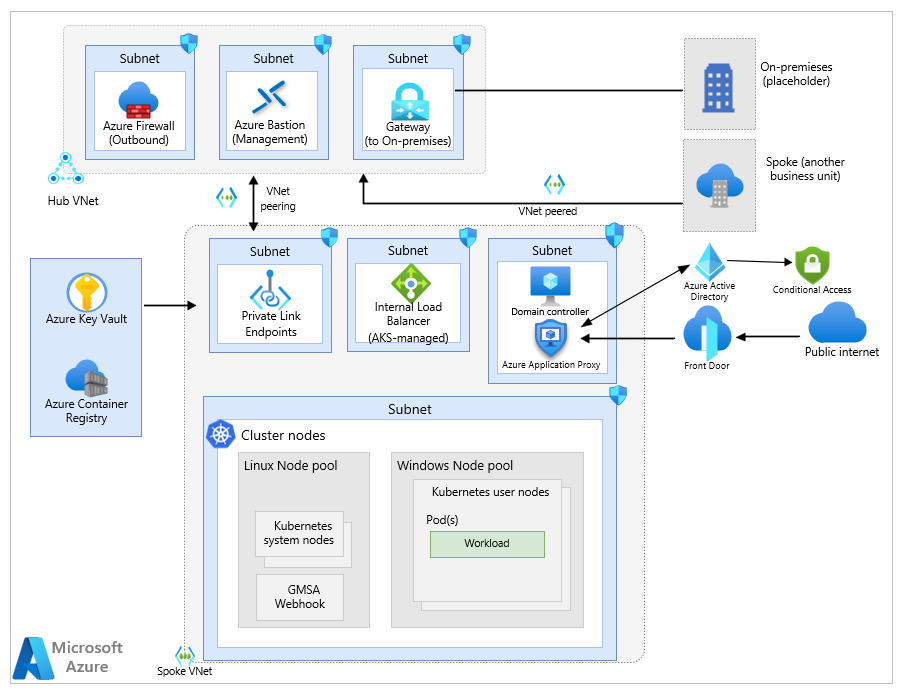 Subnet
Azure Firewall
(Outbound)
Subnet
Azure Bastion
(Management)
Subnet
Gateway
(to On-premises)
On-premieses
(placeholder)
Spoke (another
business unit)
Hub VNet
VNet
peering
VNet peered
Azure Key Vault
Azure Container
Registry
Subnet
Private Link
Endpoints
Subnet
Internal Load
Balancer
(AKS-managed)
Subnet
Domain controller
Azure Application Proxy
Azure Active
Directory
Conditional Access
Front Door
Public internet
Subnet
Cluster nodes
Linux Node pool
Kubernetes
system nodes
GMSA
Webhook
Windows Node pool
Kubernetes user nodes
Pod(s)
Workload
Microsoft
Azure
Spoke VNet